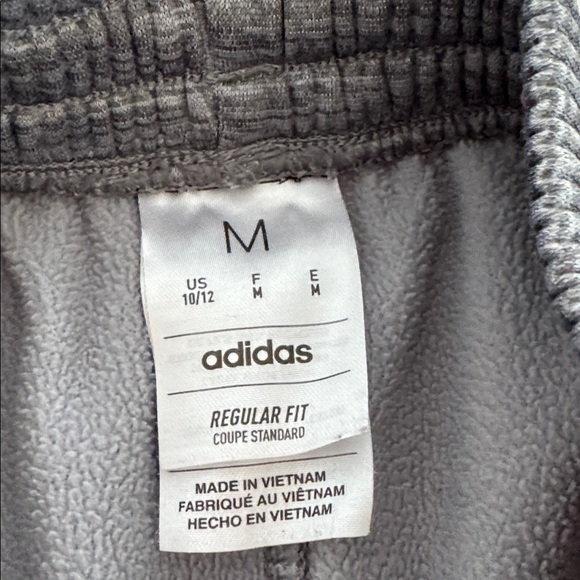 M
US F E
10/12 M M
adidas
REGULAR FIT
COUPE STANDARD
MADE IN VIETNAM
FABRIQUÉ AU VIÊTNAM
HECHO EN VIETNAM